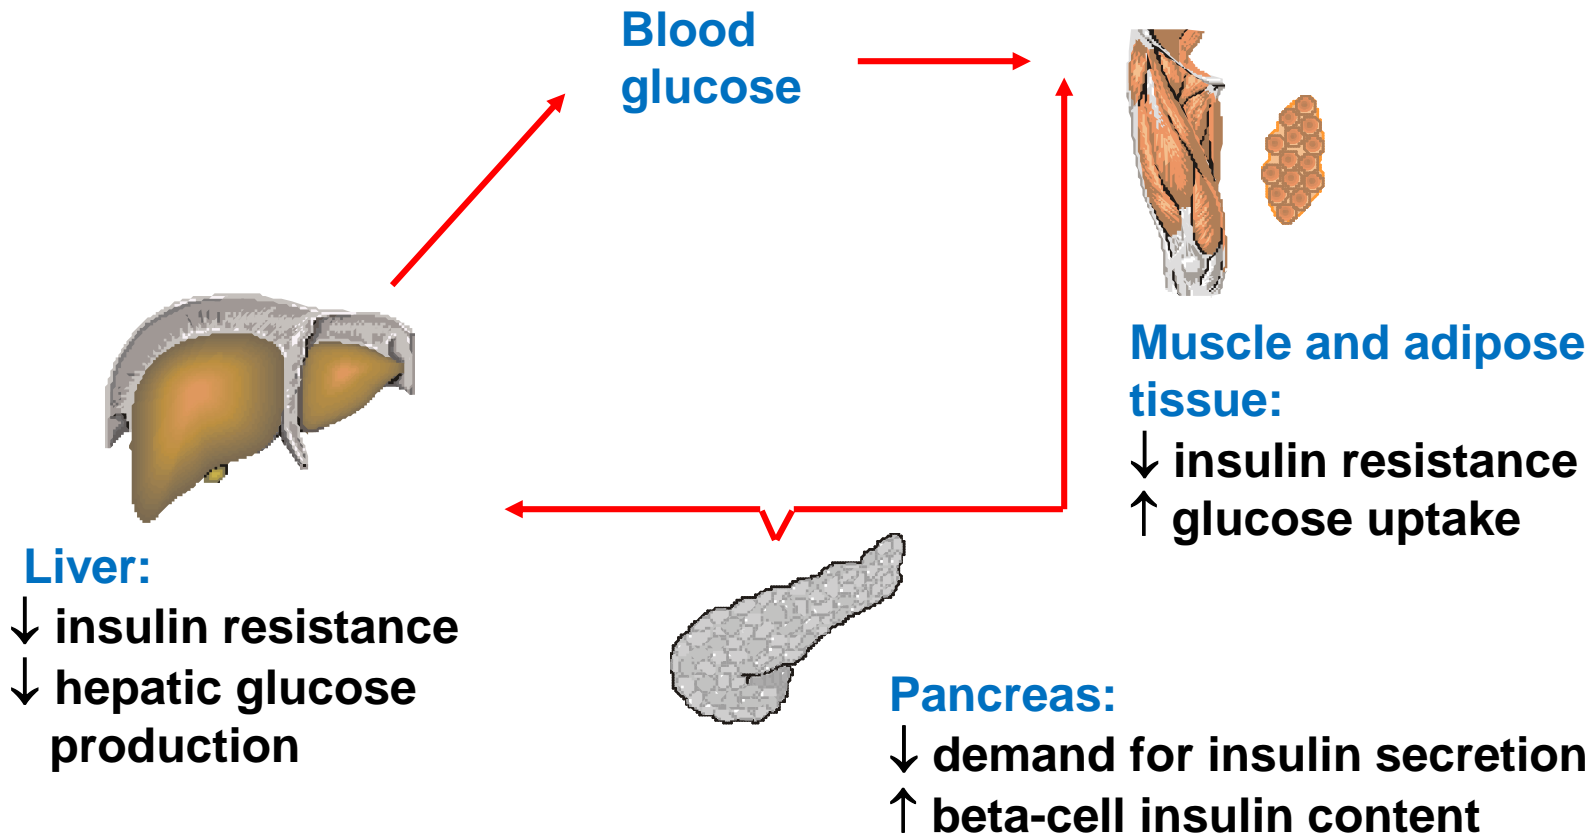 Blood
glucose
Muscle and adipose
tissue:
↓ insulin resistance
↑ glucose uptake
Liver:
↓ insulin resistance
↓ hepatic glucose
production
Pancreas:
↓ demand for insulin secretion
↑ beta-cell insulin content